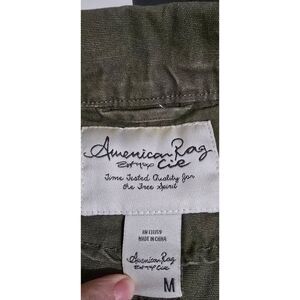 American Rag
Cie
Time Tested Quality for
the Free Spirit
MADE IN CHINA
American Rag
Cie
M